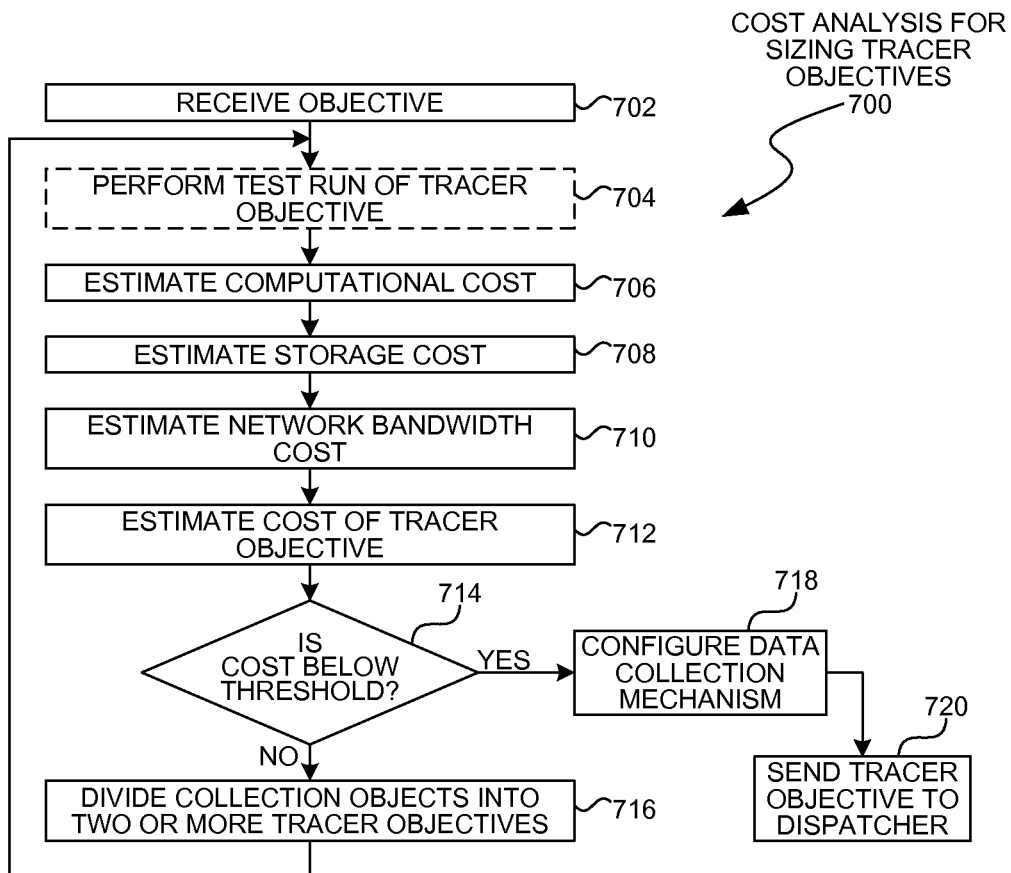 COST ANALYSIS FOR
SIZING TRACER
OBJECTIVES
700
RECEIVE OBJECTIVE
702
PERFORM TEST RUN OF TRACER
OBJECTIVE
704
ESTIMATE COMPUTATIONAL COST
706
ESTIMATE STORAGE COST
708
ESTIMATE NETWORK BANDWIDTH
COST
710
ESTIMATE COST OF TRACER
OBJECTIVE
712
714
IS
COST BELOW
THRESHOLD?
YES
NO
718
CONFIGURE DATA
COLLECTION
MECHANISM
720
SEND TRACER
OBJECTIVE TO
DISPATCHER
DIVIDE COLLECTION OBJECTS INTO
TWO OR MORE TRACER OBJECTIVES
716